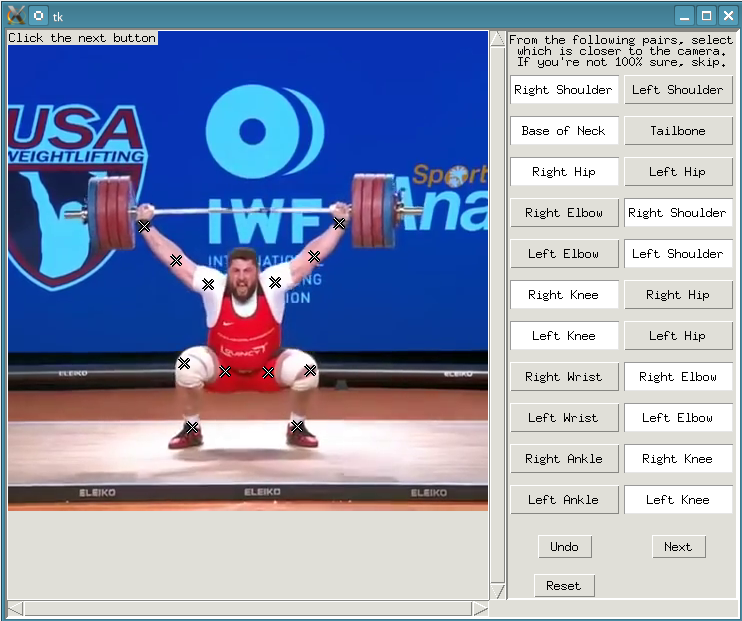 tk
Click the next button
From the following pairs, select
which is closer to the camera.
If you're not 100% sure, skip.
Right Shoulder
Left Shoulder
Base of Neck
Tailbone
Right Hip
Left Hip
Right Elbow
Right Shoulder
Left Elbow
Left Shoulder
Right Knee
Right Hip
Left Knee
Left Hip
Right Wrist
Right Elbow
Left Wrist
Left Elbow
Right Ankle
Right Knee
Left Ankle
Left Knee
Undo
Next
Reset
USA
WEIGHTLIFTING
IWF
Sport
Ana
ELEIKO
ELEIKO
ELEIKO
ELEIKO
ELEIKO